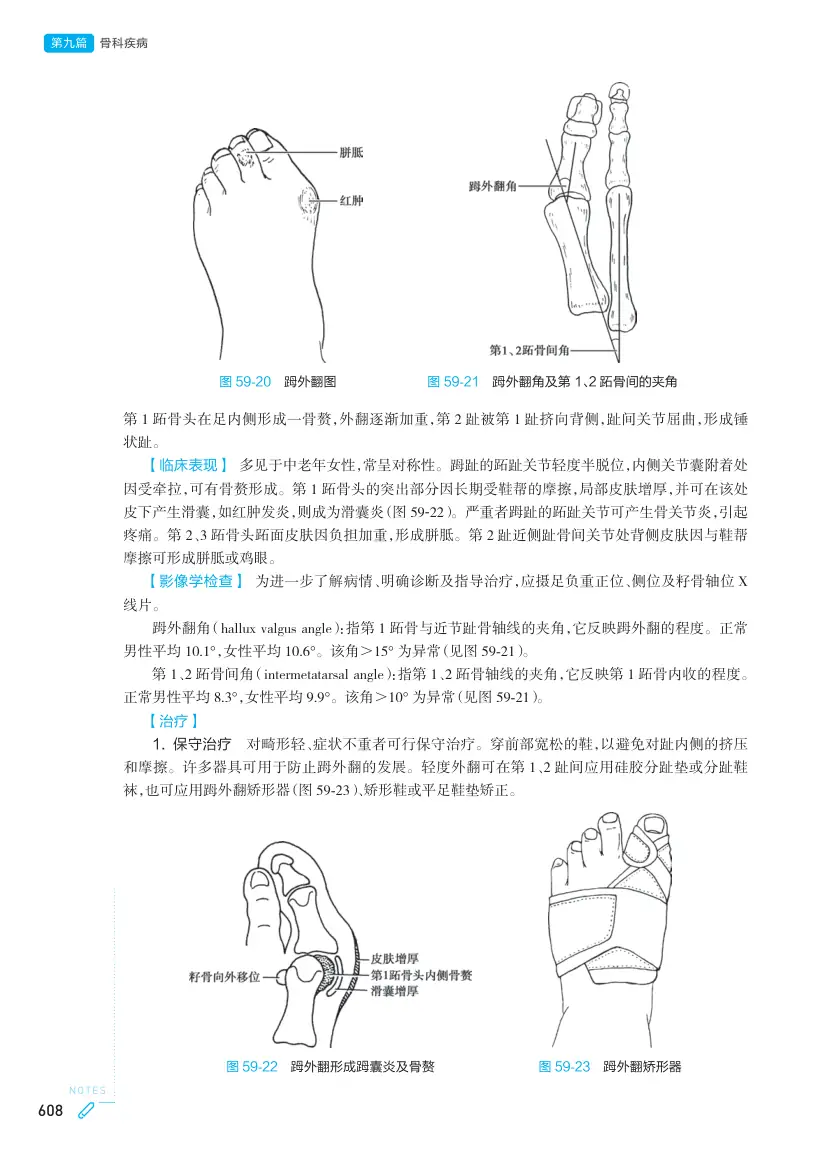 第九篇 骨科疾病
胼胝
红肿
𧿹外翻角
第1、2跖骨间角
图 59-20 𧿹外翻图
图 59-21 𧿹外翻角及第 1、2 跖骨间的夹角
第 1 跖骨头在足内侧形成一骨赘,外翻逐渐加重,第 2 趾被第 1 趾挤向背侧,趾间关节屈曲,形成锤
状趾。
【临床表现】 多见于中老年女性,常呈对称性。𧿹趾的跖趾关节轻度半脱位,内侧关节囊附着处
因受牵拉,可有骨赘形成。第 1 跖骨头的突出部分因长期受鞋帮的摩擦,局部皮肤增厚,并可在该处
皮下产生滑囊,如红肿发炎,则成为滑囊炎(图 59-22)。严重者𧿹趾的跖趾关节可产生骨关节炎,引起
疼痛。第 2、3 跖骨头跖面皮肤因负担加重,形成胼胝。第 2 趾近侧趾骨间关节处背侧皮肤因与鞋帮
摩擦可形成胼胝或鸡眼。
【影像学检查】 为进一步了解病情、明确诊断及指导治疗,应摄足负重正位、侧位及籽骨轴位 X
线片。
𧿹外翻角(hallux valgus angle):指第 1 跖骨与近节趾骨轴线的夹角,它反映𧿹外翻的程度。正常
男性平均 10.1°,女性平均 10.6°。该角＞15° 为异常(见图 59-21)。
第 1、2 跖骨间角(intermetatarsal angle):指第 1、2 跖骨轴线的夹角,它反映第 1 跖骨内收的程度。
正常男性平均 8.3°,女性平均 9.9°。该角＞10° 为异常(见图 59-21)。
【治疗】
1. 保守治疗 对畸形轻、症状不重者可行保守治疗。穿前部宽松的鞋,以避免对趾内侧的挤压
和摩擦。许多器具可用于防止𧿹外翻的发展。轻度外翻可在第 1、2 趾间应用硅胶分趾垫或分趾鞋
袜,也可应用𧿹外翻矫形器(图 59-23)、矫形鞋或平足鞋垫矫正。
籽骨向外移位
皮肤增厚
第1跖骨头内侧骨赘
滑囊增厚
图 59-22 𧿹外翻形成𧿹囊炎及骨赘
图 59-23 𧿹外翻矫形器
NOTES
608